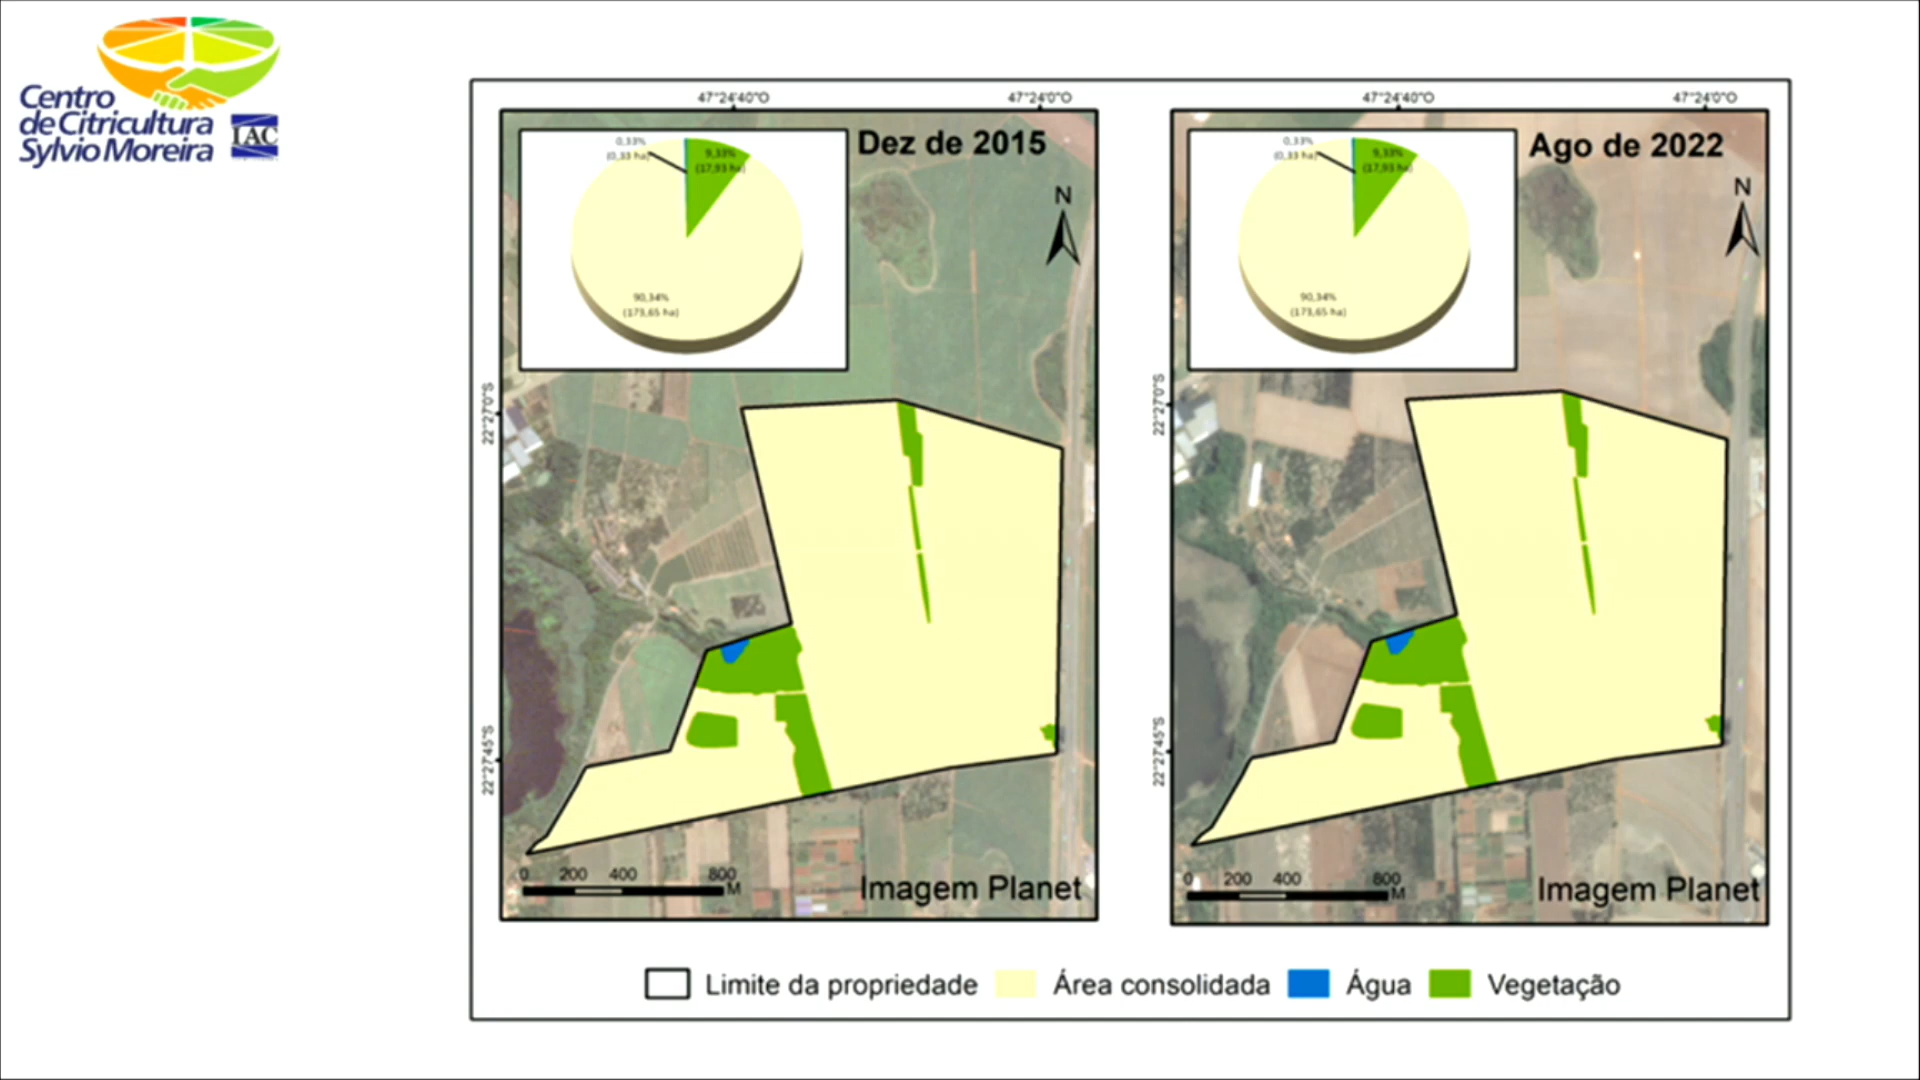 Centro
de Citricultura
Sylvio Moreira
IAC
47°24'40"O
47°24'0"O
Dez de 2015
0,33%
(0,33 ha)
9,33%
(17,93 ha)
90,34%
(173,65 ha)
N
22°27'0"S
22°27'45"S
0 200 400 800
M
Imagem Planet
47°24'40"O
47°24'0"O
Ago de 2022
0,33%
(0,33 ha)
9,33%
(17,93 ha)
90,34%
(173,65 ha)
N
22°27'0"S
22°27'45"S
0 200 400 800
M
Imagem Planet
Limite da propriedade
Área consolidada
Água
Vegetação